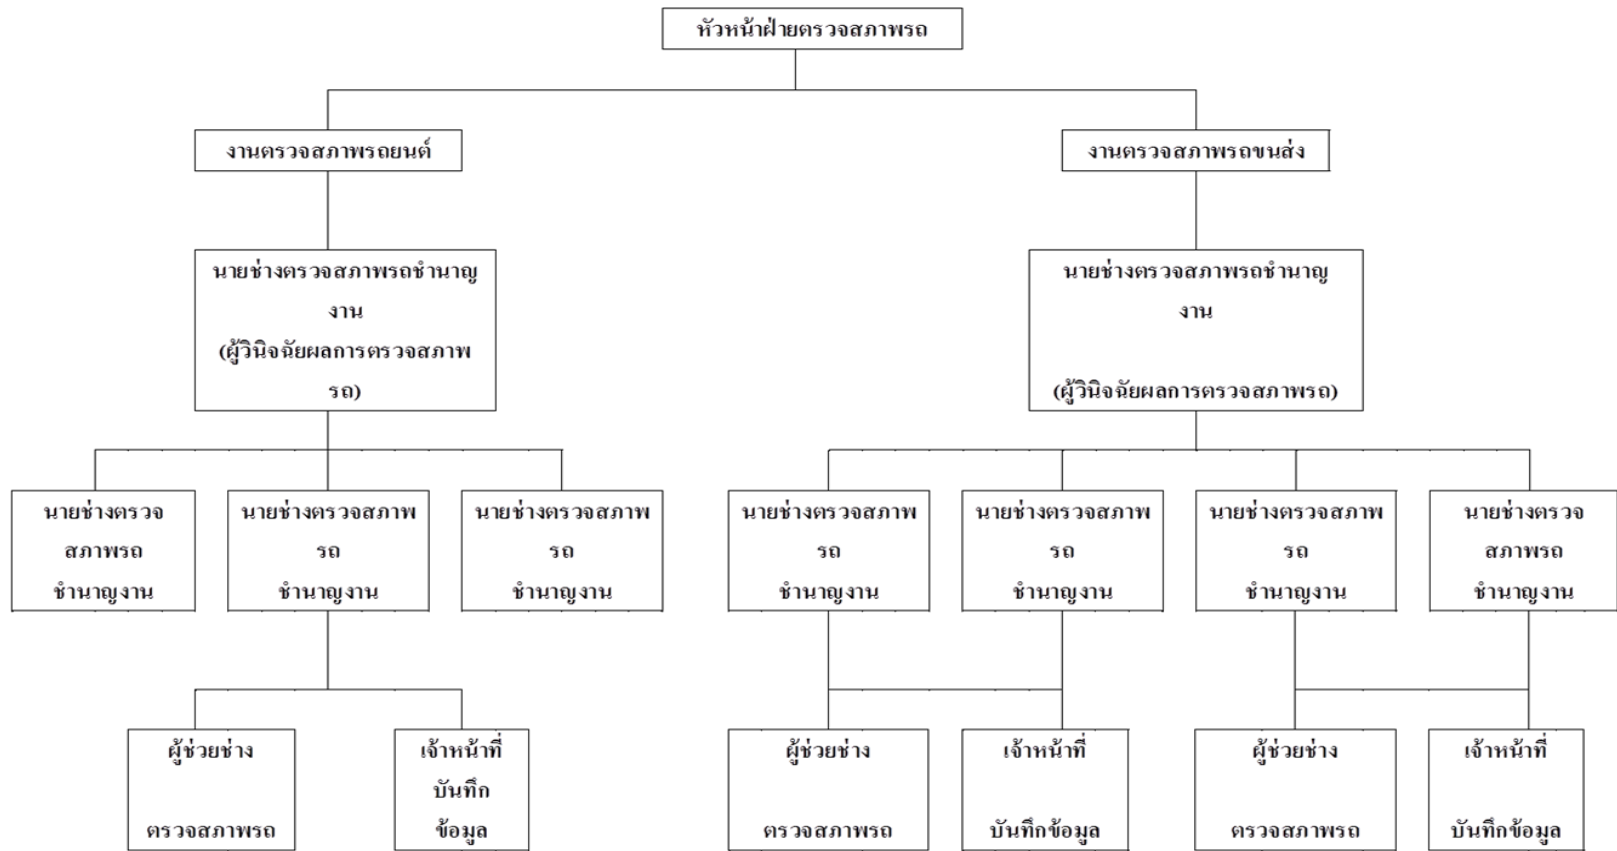 หัวหน้าฝ่ายตรวจสภาพรถ
งานตรวจสภาพรถยนต์
งานตรวจสภาพรถขนส่ง
นายช่างตรวจสภาพรถชำนาญ
งาน
(ผู้วินิจฉัยผลการตรวจสภาพ
รถ)
นายช่างตรวจสภาพรถชำนาญ
งาน
(ผู้วินิจฉัยผลการตรวจสภาพรถ)
นายช่างตรวจ
สภาพรถ
ชำนาญงาน
นายช่างตรวจสภาพ
รถ
ชำนาญงาน
นายช่างตรวจสภาพ
รถ
ชำนาญงาน
นายช่างตรวจสภาพ
รถ
ชำนาญงาน
นายช่างตรวจสภาพ
รถ
ชำนาญงาน
นายช่างตรวจสภาพ
รถ
ชำนาญงาน
นายช่างตรวจ
สภาพรถ
ชำนาญงาน
ผู้ช่วยช่าง
ตรวจสภาพรถ
เจ้าหน้าที่
บันทึก
ข้อมูล
ผู้ช่วยช่าง
ตรวจสภาพรถ
เจ้าหน้าที่
บันทึกข้อมูล
ผู้ช่วยช่าง
ตรวจสภาพรถ
เจ้าหน้าที่
บันทึกข้อมูล